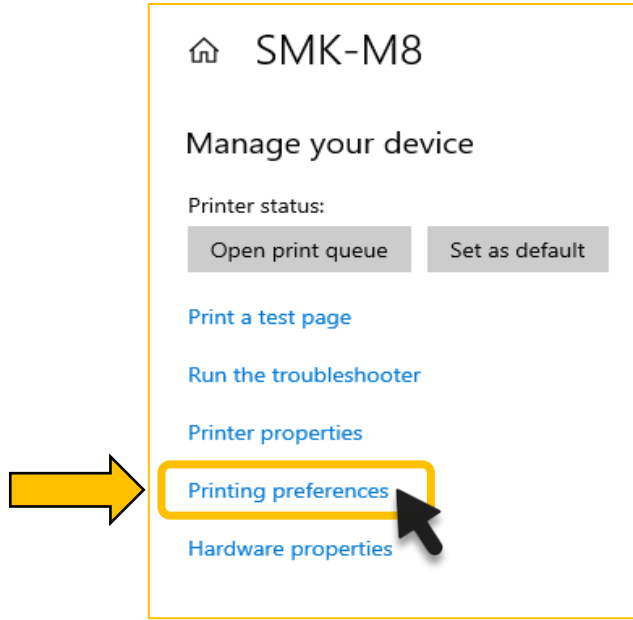 SMK-M8
Manage your device
Printer status:
Open print queue Set as default
Print a test page
Run the troubleshooter
Printer properties
Printing preferences
Hardware properties